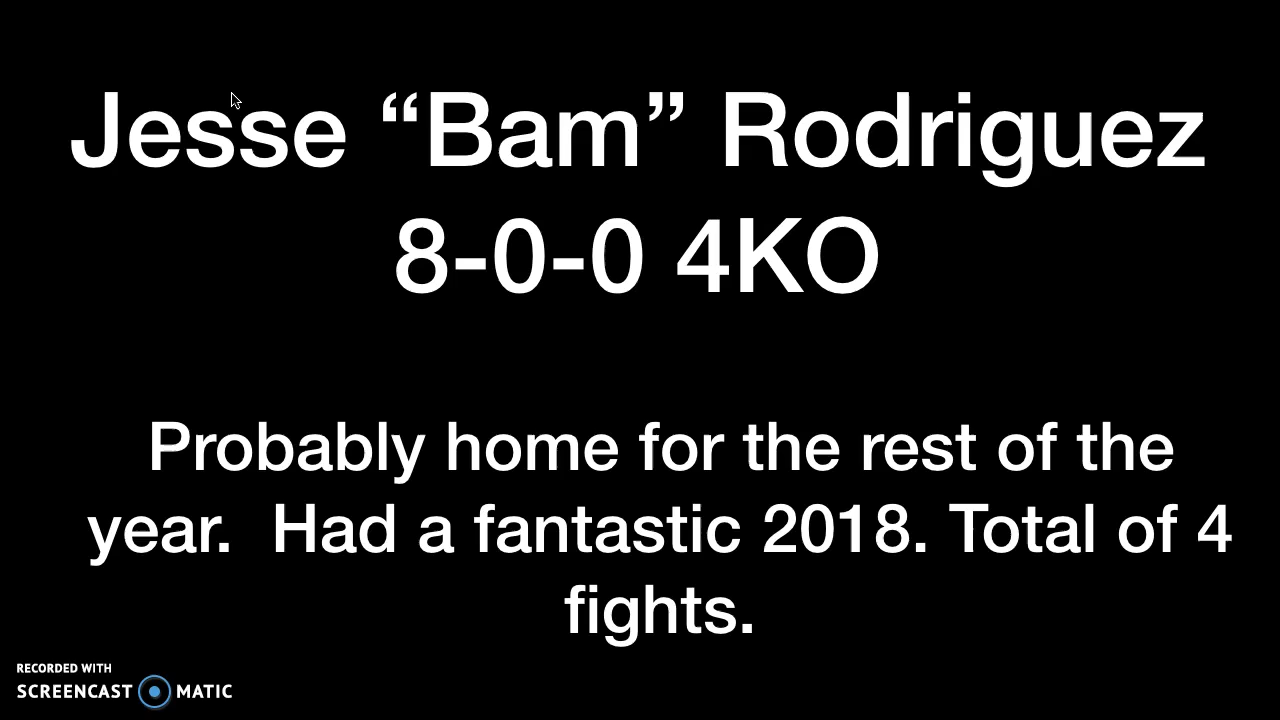 Jesse “Bam” Rodriguez
8-0-0 4KO
Probably home for the rest of the
year.  Had a fantastic 2018. Total of 4
fights.
RECORDED WITH
SCREENCAST MATIC